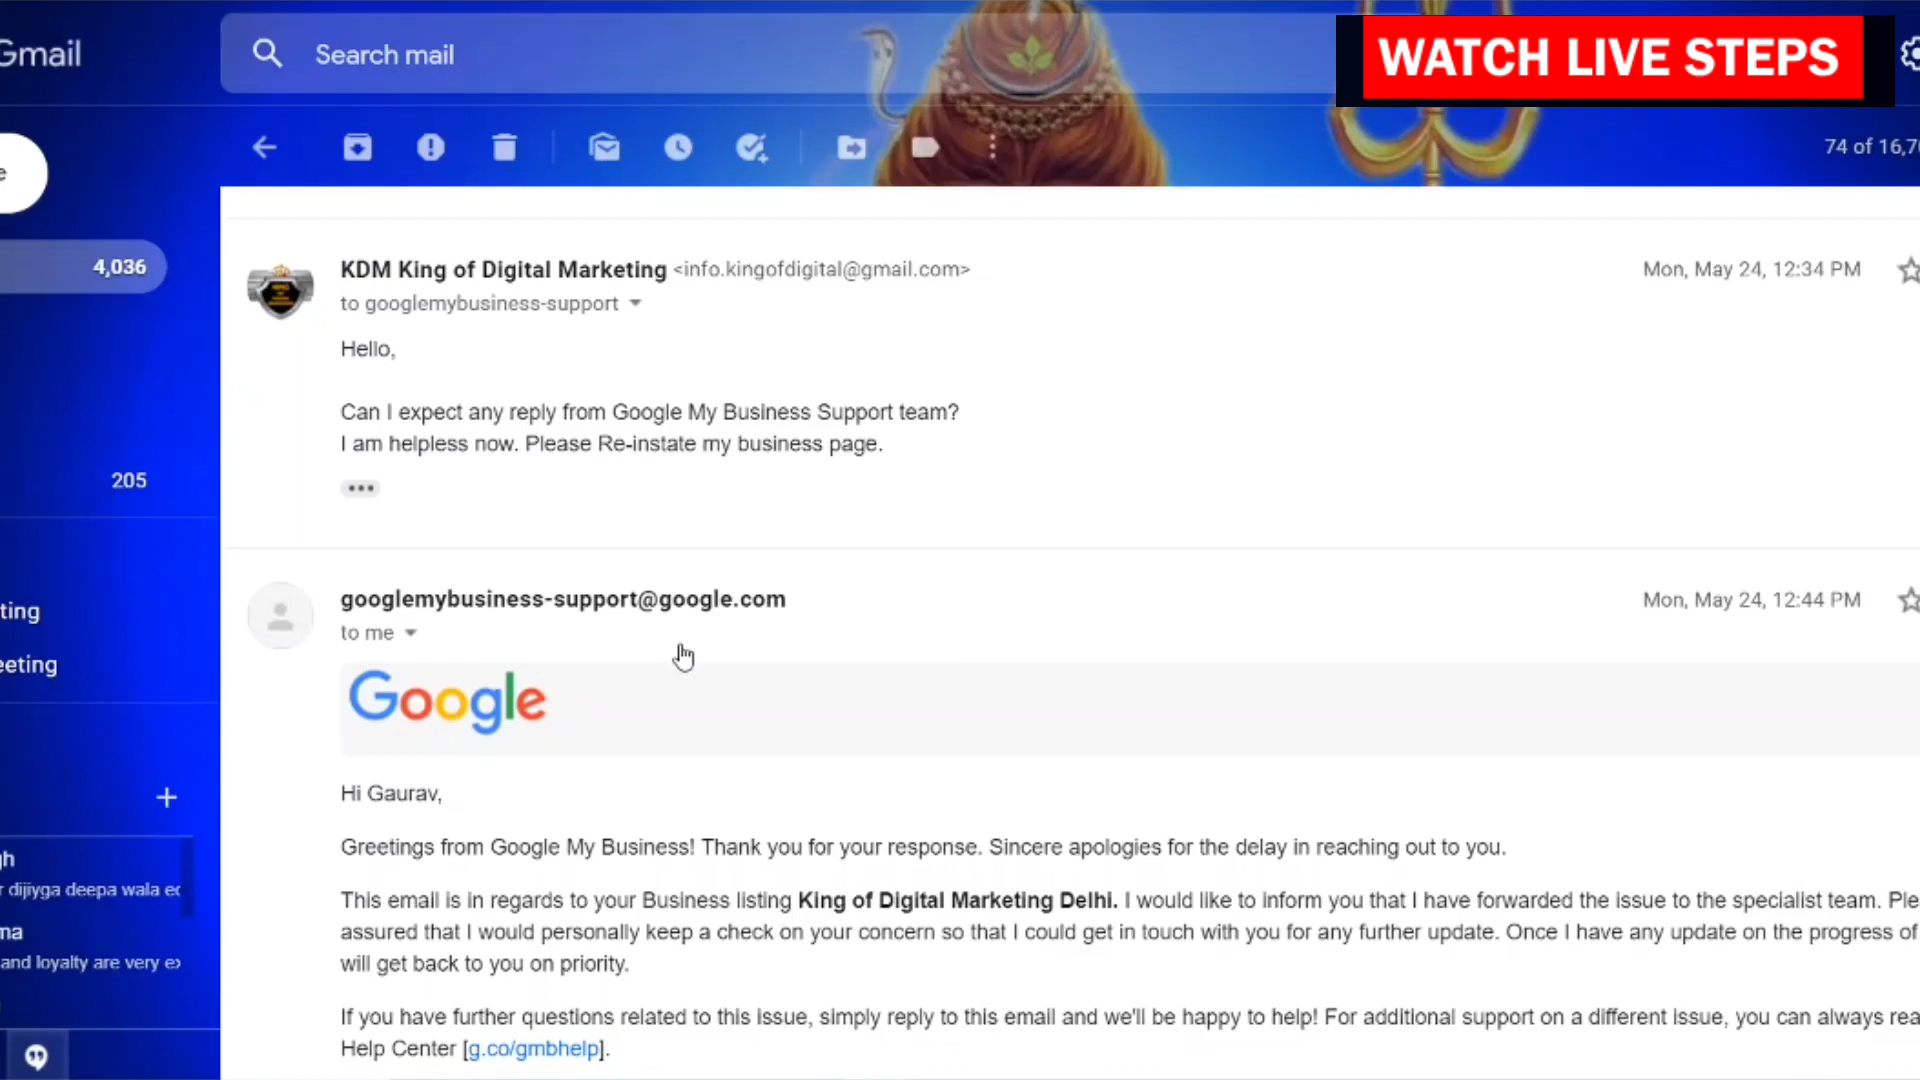 Gmail
Search mail
WATCH LIVE STEPS
74 of 16,7
e
4,036
KDM King of Digital Marketing <info.kingofdigital@gmail.com>
Mon, May 24, 12:34 PM
to googlemybusiness-support
Hello,
Can I expect any reply from Google My Business Support team?
I am helpless now. Please Re-instate my business page.
205
googlemybusiness-support@google.com
Mon, May 24, 12:44 PM
to me
ting
eeting
Google
Hi Gaurav,
Greetings from Google My Business! Thank you for your response. Sincere apologies for the delay in reaching out to you.
This email is in regards to your Business listing King of Digital Marketing Delhi. I would like to inform you that I have forwarded the issue to the specialist team. Ple
assured that I would personally keep a check on your concern so that I could get in touch with you for any further update. Once I have any update on the progress of
will get back to you on priority.
If you have further questions related to this issue, simply reply to this email and we'll be happy to help! For additional support on a different issue, you can always rea
Help Center [g.co/gmbhelp].
gh
r dijiyga deepa wala ec
ma
and loyalty are very ex